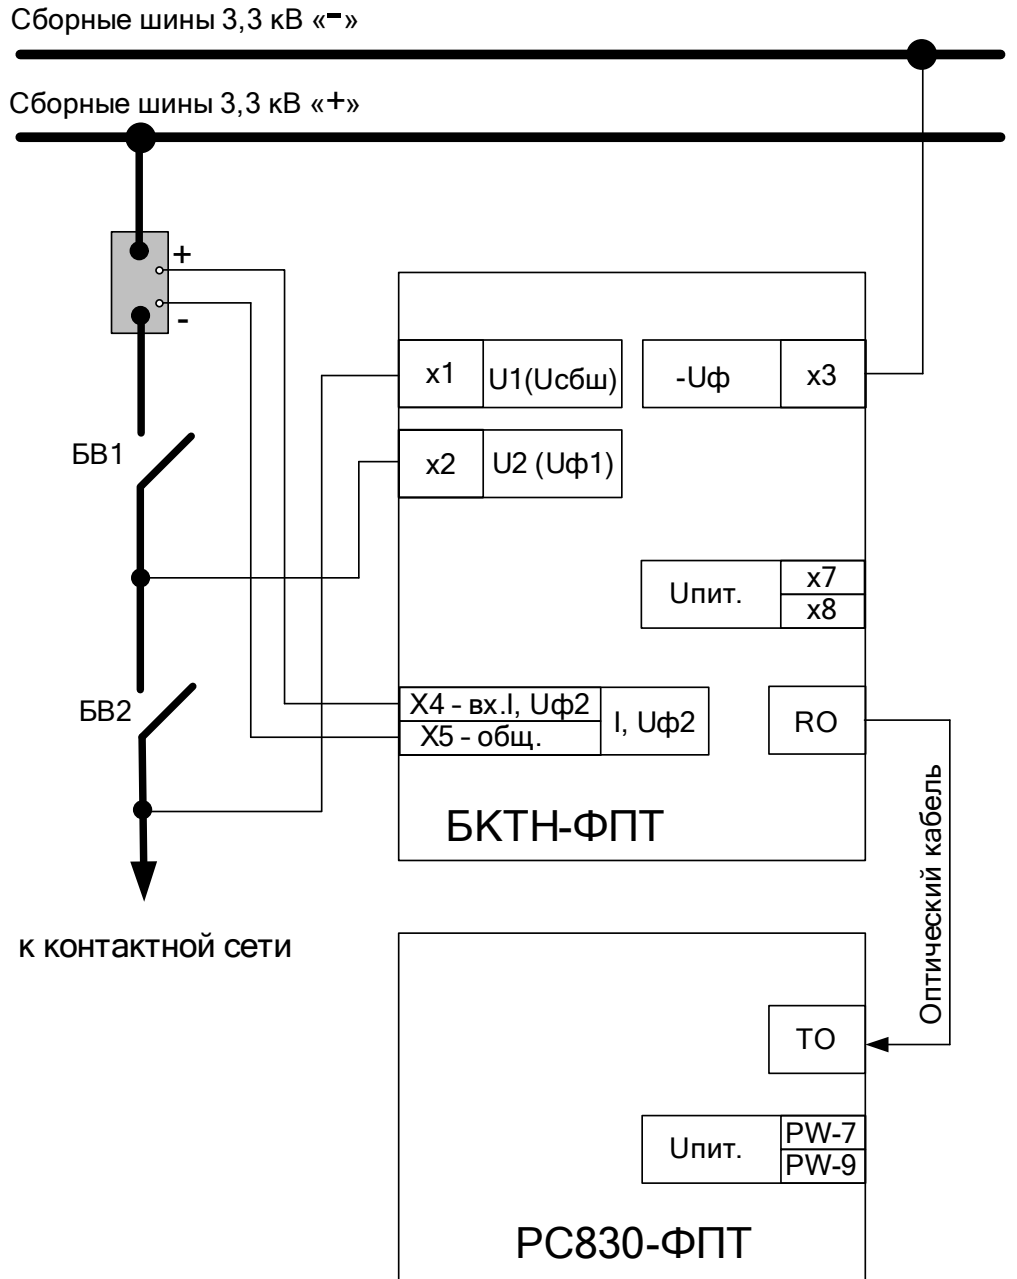 Сборные шины 3,3 кВ «-»
Сборные шины 3,3 кВ «+»
+
-
x1
U1(Uсбш)
-Uф
x3
БВ1
x2
U2 (Uф1)
Uпит.
x7
x8
БВ2
X4 - вх.I, Uф2
X5 - общ.
I, Uф2
RO
БКТН-ФПТ
Оптический кабель
к контактной сети
TO
Uпит.
PW-7
PW-9
РС830-ФПТ